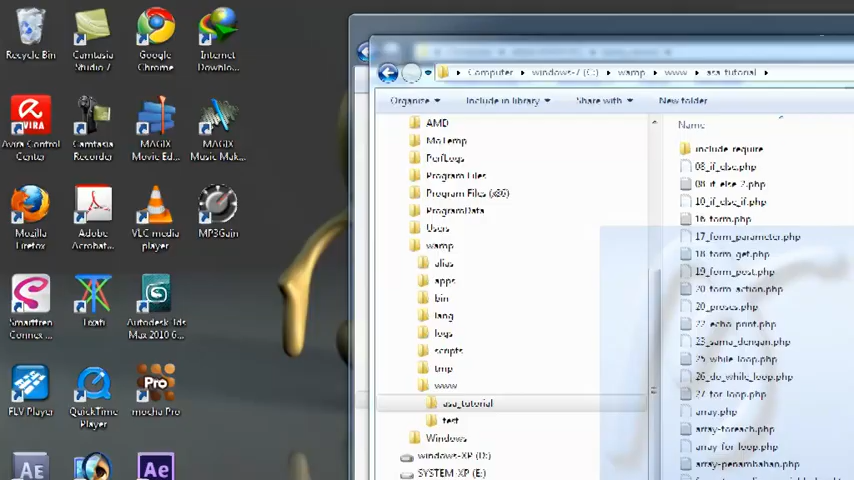 Recycle Bin
Camtasia
Studio 7
Google
Chrome
Internet
Downlo...
Avira Control
Center
Camtasia
Recorder
MAGIX
Movie Ed...
MAGIX
Music Mak...
Mozilla
Firefox
Adobe
Acrobat...
VLC media
player
MP3Gain
Smartfren
Connex...
Tixati
Autodesk 3ds
Max 2010 6...
FLV Player
QuickTime
Player
mocha Pro
Computer
windows-7 (C:)
wamp
www
asa_tutorial
Organize
Include in library
Share with
New folder
AMD
MaTemp
PerfLogs
Program Files
Program Files (x86)
ProgramData
Users
wamp
alias
apps
bin
lang
logs
scripts
tmp
www
asa_tutorial
test
Windows
windows-XP (D:)
SYSTEM-XP (E:)
Name
include_require
08_if_else.php
08_if_else_2.php
10_if_else_if.php
16_form.php
17_form_parameter.php
18_form_get.php
19_form_post.php
20_form_action.php
20_proses.php
22_echo_print.php
23_sama_dengan.php
25_while_loop.php
26_do_while_loop.php
27_for_loop.php
array.php
array-foreach.php
array-for-loop.php
array-penambahan.php